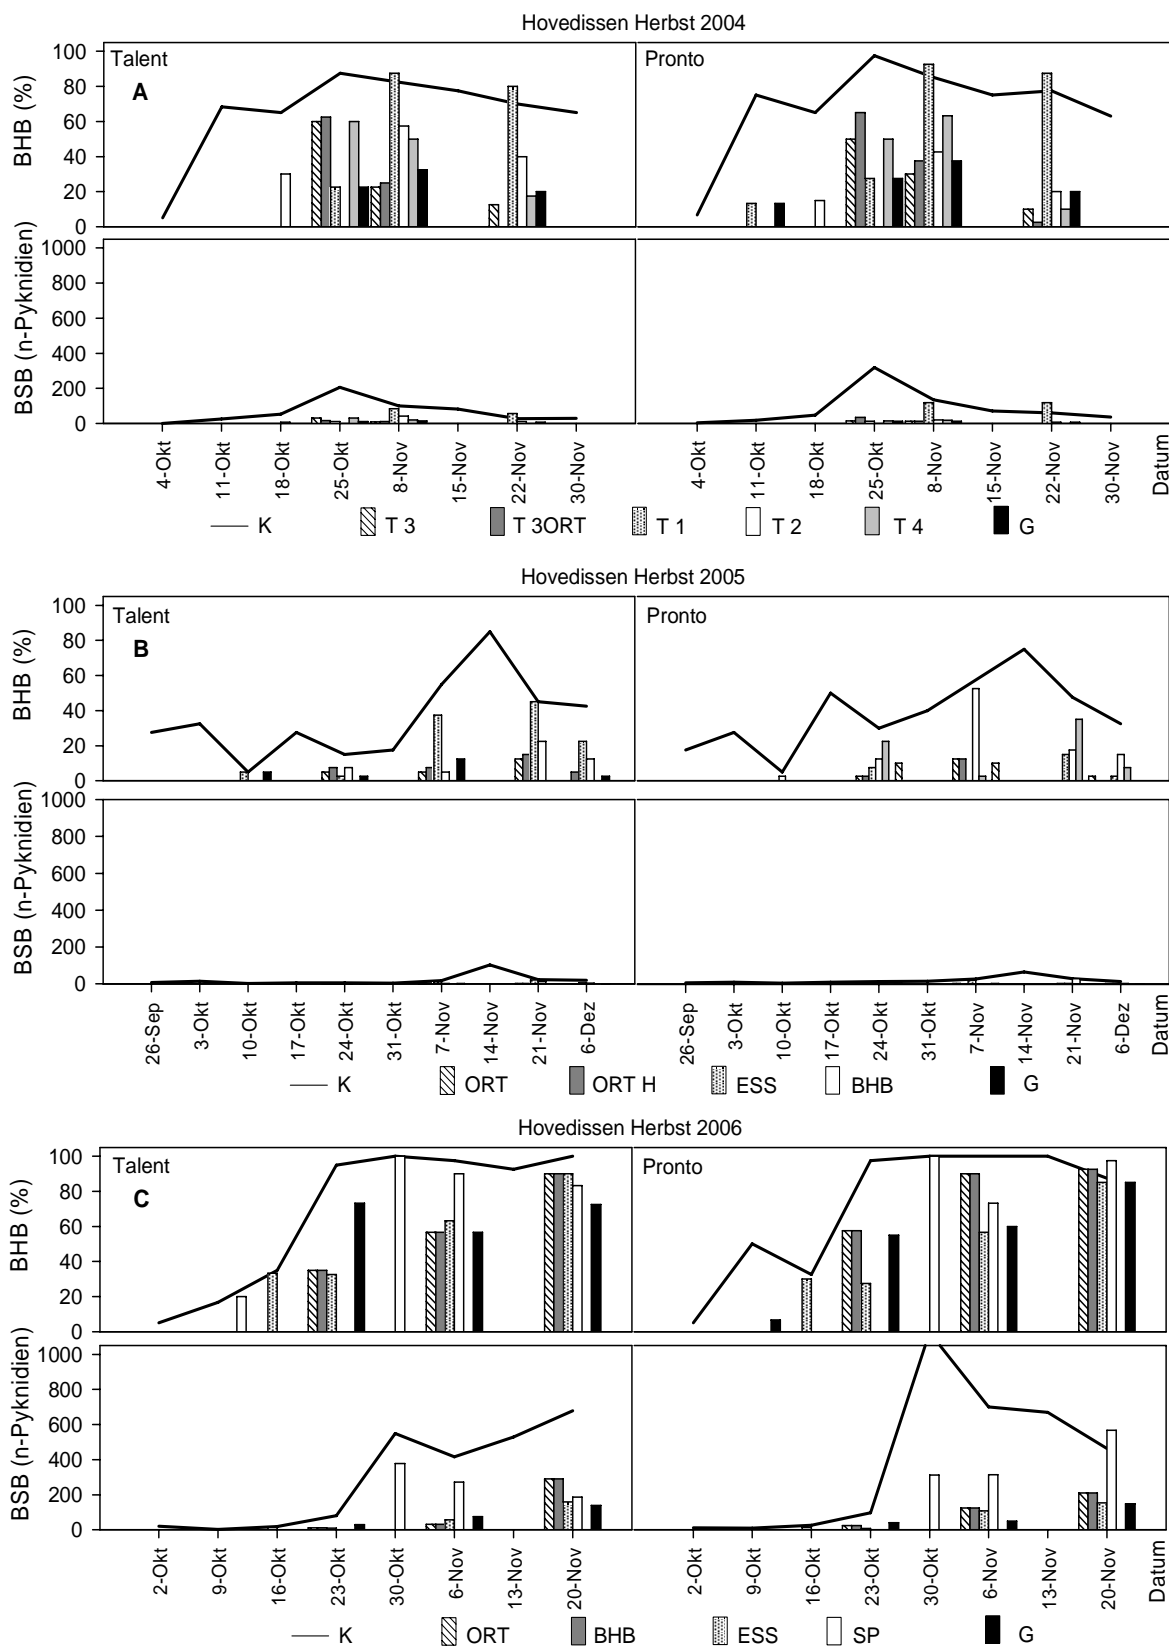 Hovedissen Herbst 2004
Talent
Pronto
A
BHB (%)
100
80
60
40
20
0
BSB (n-Pyknidien)
1000
800
600
400
200
0
4-Okt
11-Okt
18-Okt
25-Okt
8-Nov
15-Nov
22-Nov
30-Nov
4-Okt
11-Okt
18-Okt
25-Okt
8-Nov
15-Nov
22-Nov
30-Nov
Datum
K
T 3
T 3ORT
T 1
T 2
T 4
G
Hovedissen Herbst 2005
Talent
Pronto
B
BHB (%)
100
80
60
40
20
0
BSB (n-Pyknidien)
1000
800
600
400
200
0
26-Sep
3-Okt
10-Okt
17-Okt
24-Okt
31-Okt
7-Nov
14-Nov
21-Nov
6-Dez
26-Sep
3-Okt
10-Okt
17-Okt
24-Okt
31-Okt
7-Nov
14-Nov
21-Nov
6-Dez
Datum
K
ORT
ORT H
ESS
BHB
G
Hovedissen Herbst 2006
Talent
Pronto
C
BHB (%)
100
80
60
40
20
0
BSB (n-Pyknidien)
1000
800
600
400
200
0
2-Okt
9-Okt
16-Okt
23-Okt
30-Okt
6-Nov
13-Nov
20-Nov
2-Okt
9-Okt
16-Okt
23-Okt
30-Okt
6-Nov
13-Nov
20-Nov
Datum
K
ORT
BHB
ESS
SP
G